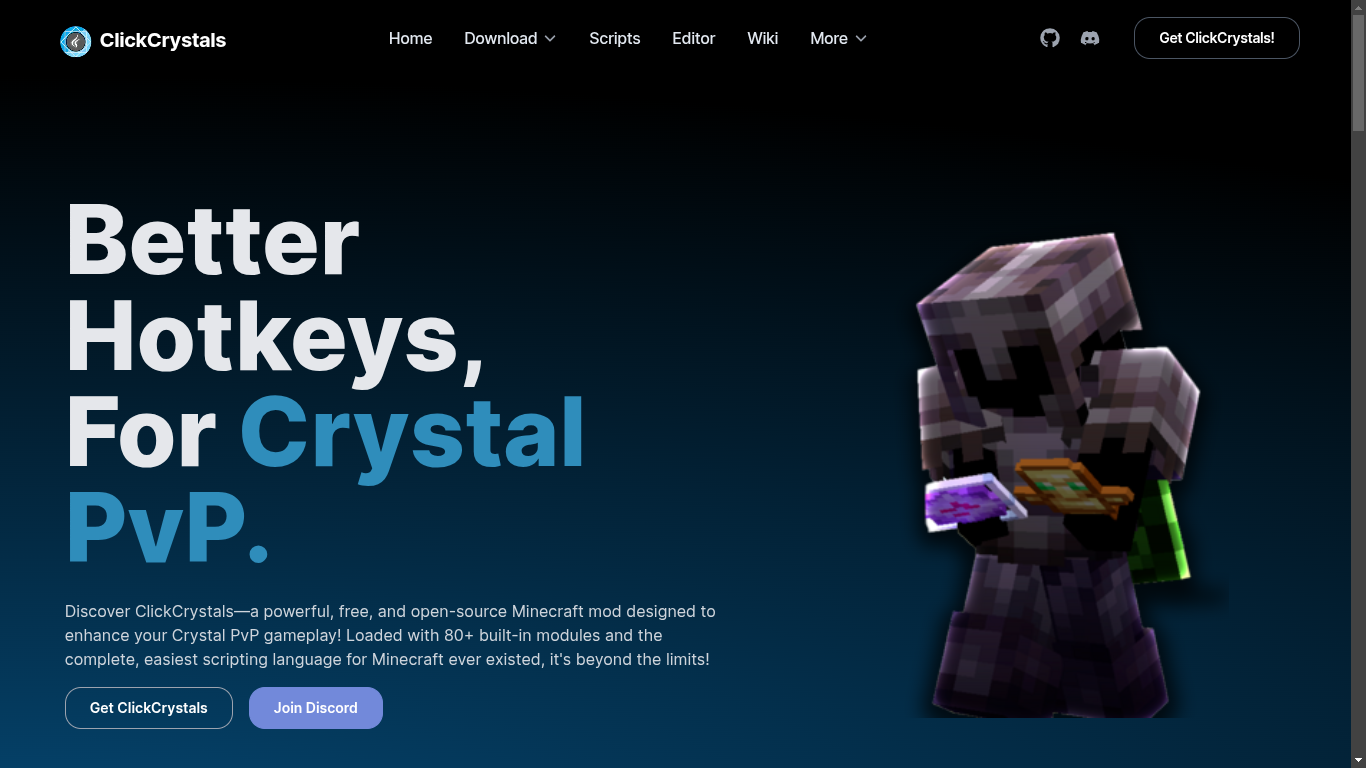 ClickCrystals
Home
Download
Scripts
Editor
Wiki
More
Get ClickCrystals!
Better
Hotkeys,
For Crystal
PvP.
Discover ClickCrystals—a powerful, free, and open-source Minecraft mod designed to
enhance your Crystal PvP gameplay! Loaded with 80+ built-in modules and the
complete, easiest scripting language for Minecraft ever existed, it's beyond the limits!
Get ClickCrystals
Join Discord